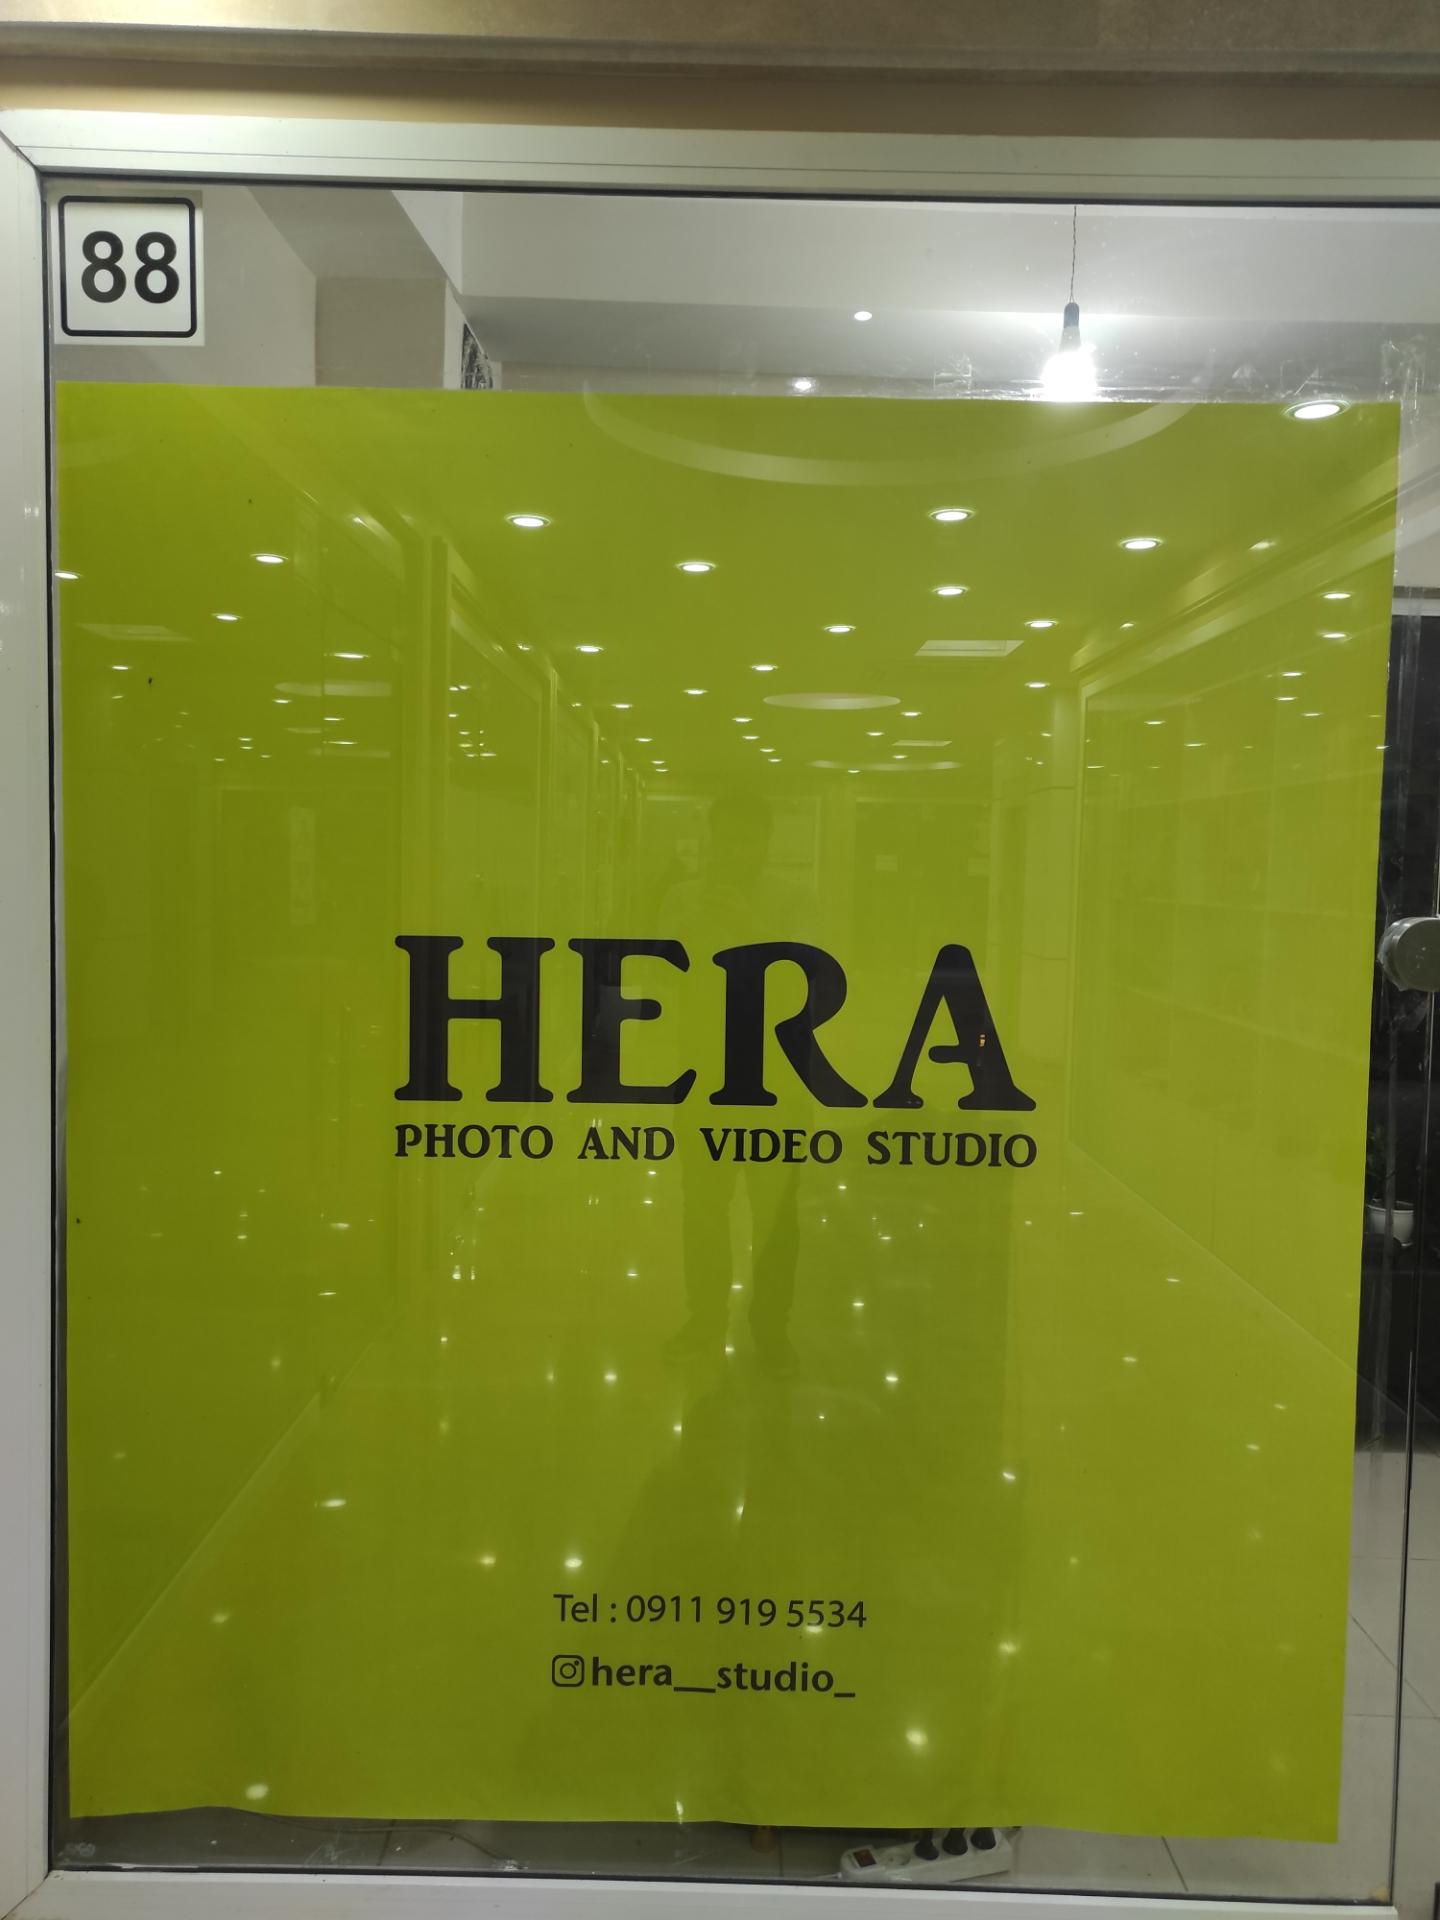 88
HERA
PHOTO AND VIDEO STUDIO
Tel : 0911 919 5534
hera__studio_